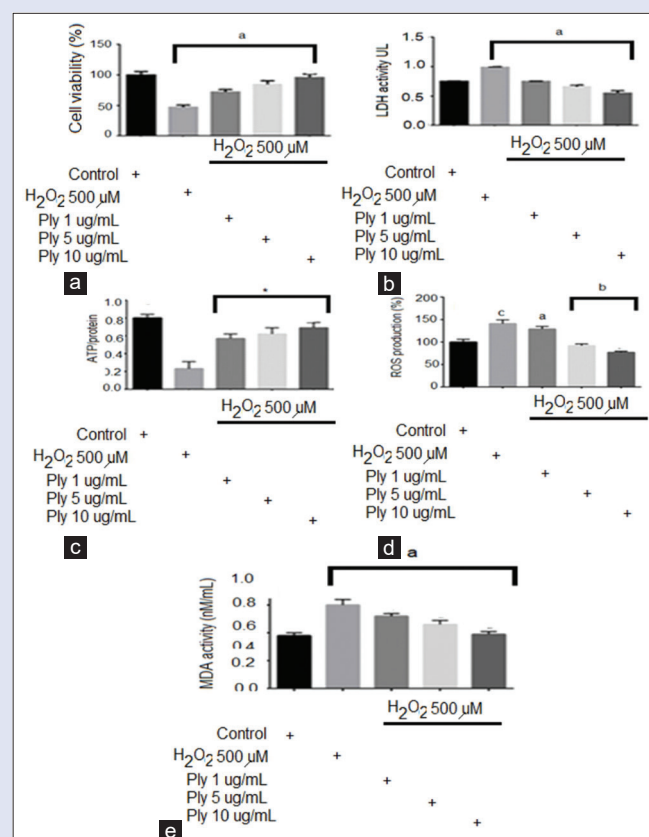 Cell viability (%)
150
100
50
0
a
H2O2 500 µM
Control +
H2O2 500 µM +
Ply 1 ug/mL +
Ply 5 ug/mL +
Ply 10 ug/mL +
a
LDH activity UL
1.5
1.0
0.5
0.0
a
H2O2 500 µM
Control +
H2O2 500 µM +
Ply 1 ug/mL +
Ply 5 ug/mL +
Ply 10 ug/mL +
b
ATP/protein
1.0
0.8
0.6
0.4
0.2
0.0
*
H2O2 500 µM
Control +
H2O2 500 µM +
Ply 1 ug/mL +
Ply 5 ug/mL +
Ply 10 ug/mL +
c
ROS production (%)
200
150
100
50
0
c
a
b
H2O2 500 µM
Control +
H2O2 500 µM +
Ply 1 ug/mL +
Ply 5 ug/mL +
Ply 10 ug/mL +
d
MDA activity (nM/mL)
1.0
0.8
0.6
0.4
0.2
0.0
a
H2O2 500 µM
Control +
H2O2 500 µM +
Ply 1 ug/mL +
Ply 5 ug/mL +
Ply 10 ug/mL +
e